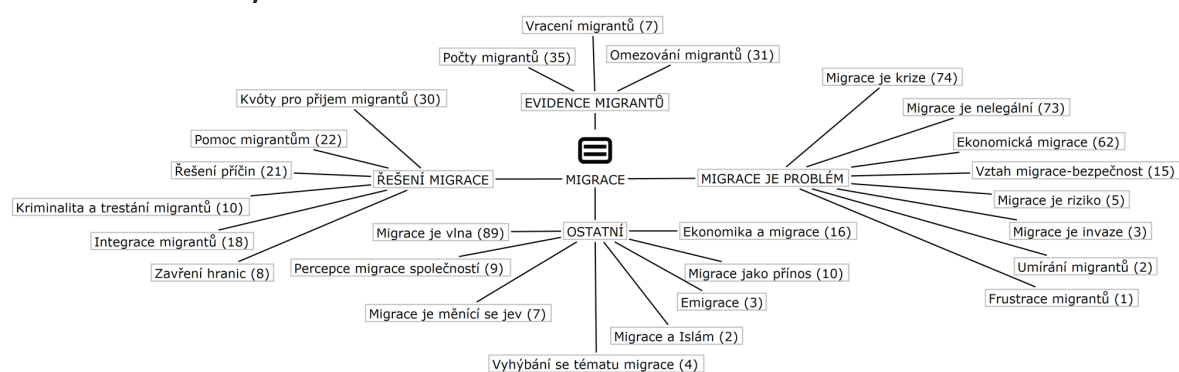 Vracení migrantů (7)
Počty migrantů (35)
Omezování migrantů (31)
EVIDENCE MIGRANTŮ
Kvóty pro přijem migrantů (30)
Pomoc migrantům (22)
Řešení příčin (21)
ŘEŠENÍ MIGRACE
Kriminalita a trestání migrantů (10)
Integrace migrantů (18)
Zavření hranic (8)
MIGRACE
MIGRACE JE PROBLÉM
Migrace je krize (74)
Migrace je nelegální (73)
Ekonomická migrace (62)
Vztah migrace-bezpečnost (15)
Migrace je riziko (5)
Migrace je invaze (3)
Umírání migrantů (2)
Frustrace migrantů (1)
OSTATNÍ
Migrace je vlna (89)
Ekonomika a migrace (16)
Percepce migrace společností (9)
Migrace jako přínos (10)
Emigrace (3)
Migrace je měnící se jev (7)
Migrace a Islám (2)
Vyhýbání se tématu migrace (4)